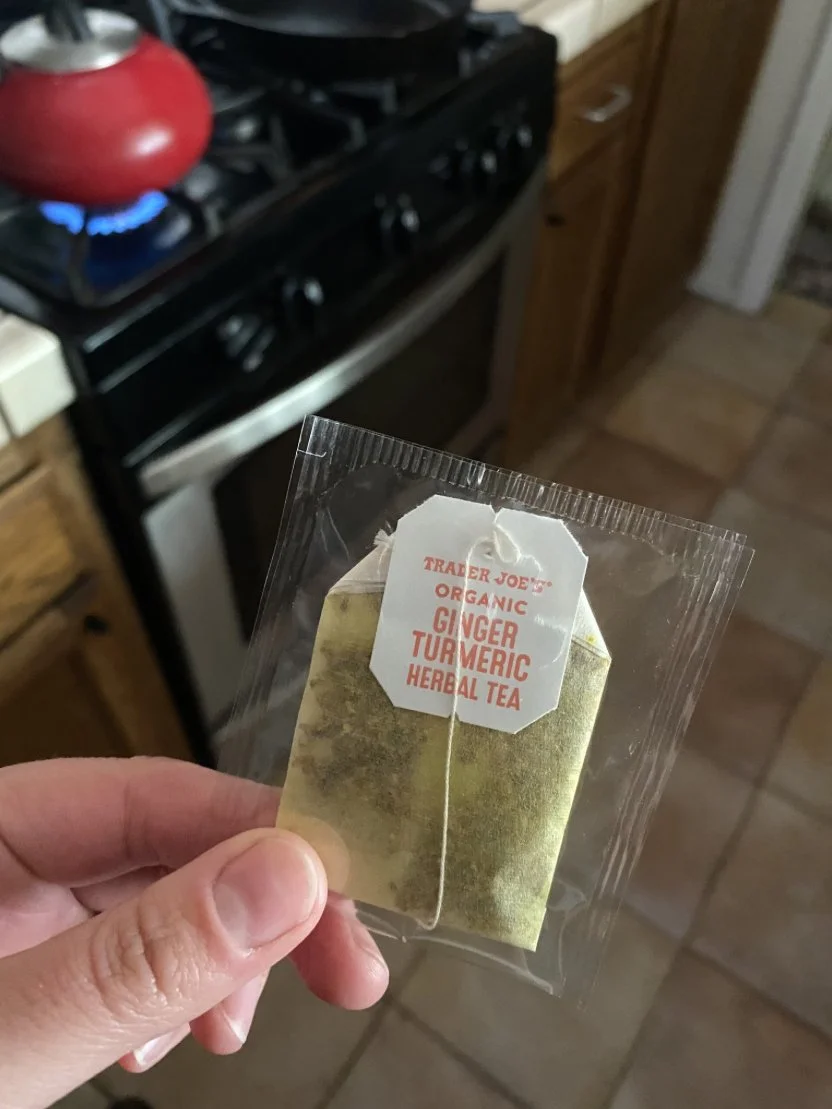 TRADER JOE'S®
ORGANIC
GINGER
TURMERIC
HERBAL TEA